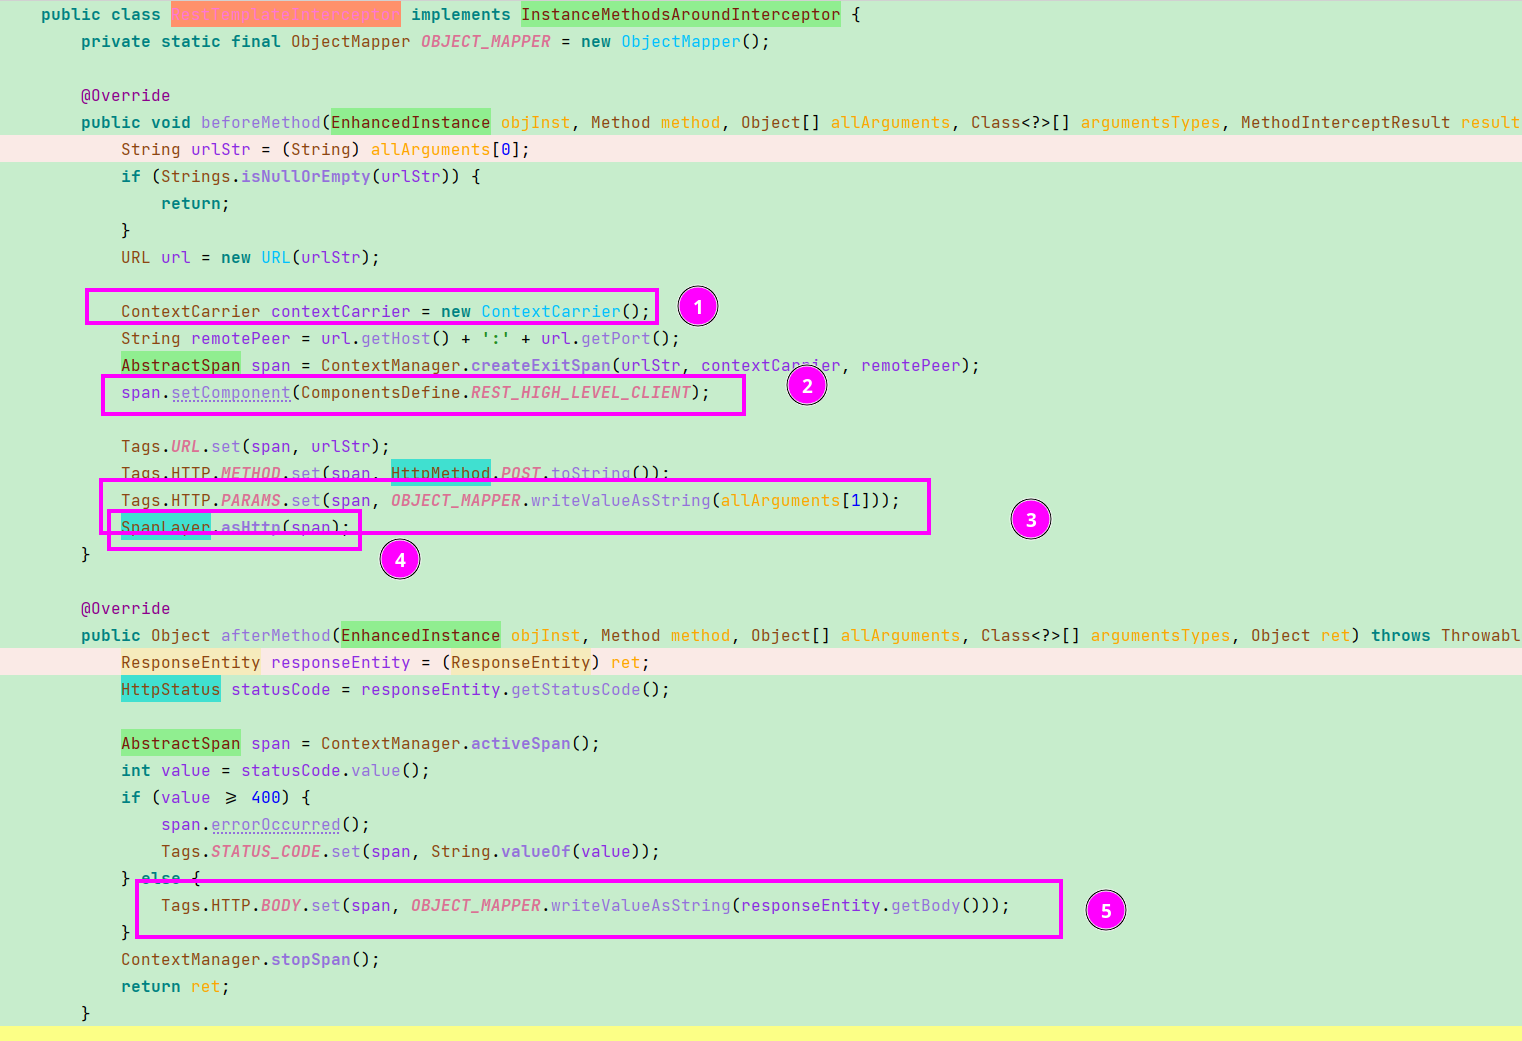 public class RestTemplateInterceptor implements InstanceMethodsAroundInterceptor {
private static final ObjectMapper OBJECT_MAPPER = new ObjectMapper();
@Override
public void beforeMethod(EnhancedInstance objInst, Method method, Object[] allArguments, Class<?>[] argumentsTypes, MethodInterceptResult result
String urlStr = (String) allArguments[0];
if (Strings.isNullOrEmpty(urlStr)) {
return;
}
URL url = new URL(urlStr);
ContextCarrier contextCarrier = new ContextCarrier();
1
String remotePeer = url.getHost() + ':' + url.getPort();
AbstractSpan span = ContextManager.createExitSpan(urlStr, contextCarrier, remotePeer);
span.setComponent(ComponentsDefine.REST_HIGH_LEVEL_CLIENT);
2
Tags.URL.set(span, urlStr);
Tags.HTTP.METHOD.set(span, HttpMethod.POST.toString());
Tags.HTTP.PARAMS.set(span, OBJECT_MAPPER.writeValueAsString(allArguments[1]));
3
SpanLayer.asHttp(span);
4
}
@Override
public Object afterMethod(EnhancedInstance objInst, Method method, Object[] allArguments, Class<?>[] argumentsTypes, Object ret) throws Throwabl
ResponseEntity responseEntity = (ResponseEntity) ret;
HttpStatus statusCode = responseEntity.getStatusCode();
AbstractSpan span = ContextManager.activeSpan();
int value = statusCode.value();
if (value ⩾ 400) {
span.errorOccurred();
Tags.STATUS_CODE.set(span, String.valueOf(value));
} else {
Tags.HTTP.BODY.set(span, OBJECT_MAPPER.writeValueAsString(responseEntity.getBody()));
5
}
ContextManager.stopSpan();
return ret;
}